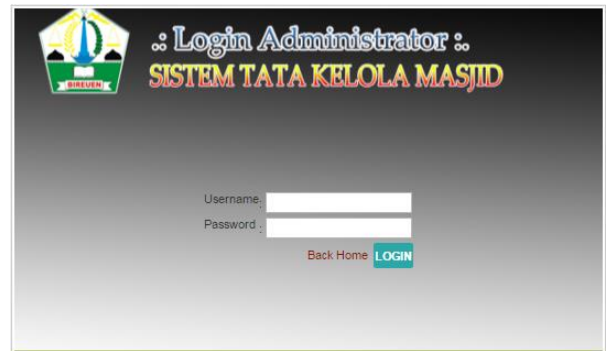 .: Login Administrator :.
SISTEM TATA KELOLA MASJID
BIREUEN
Username:
Password :
Back Home LOGIN